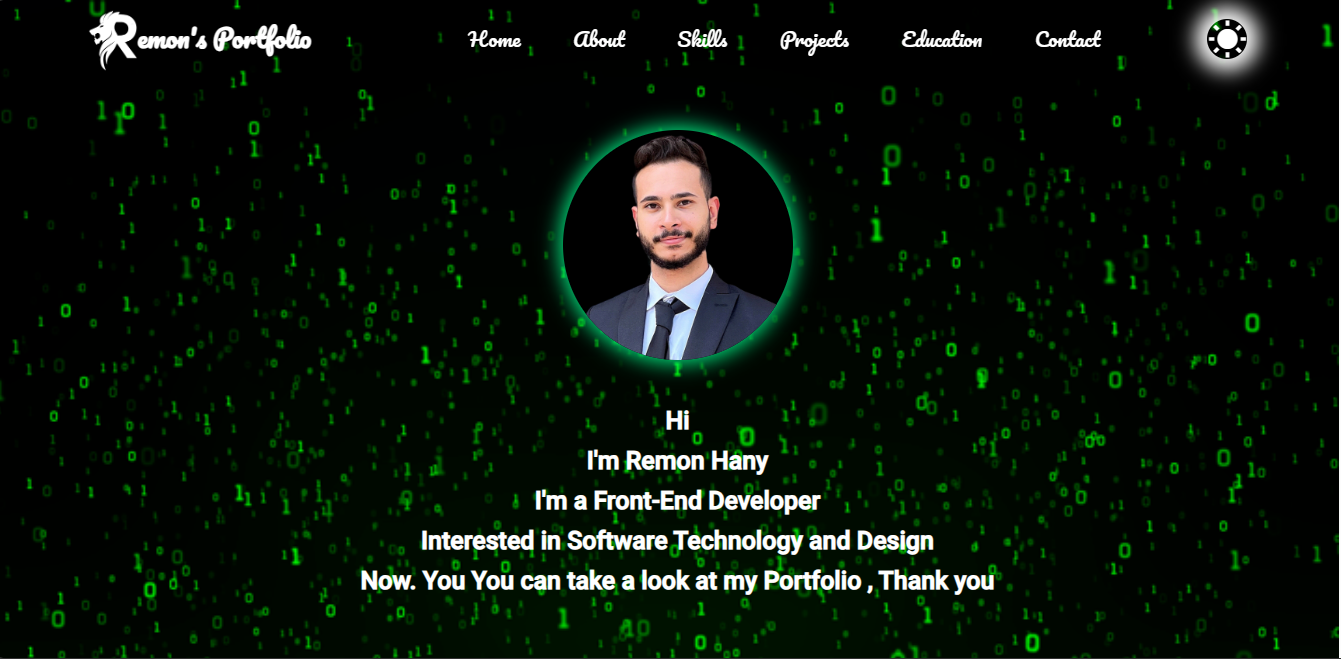 Remon's Portfolio
Home About Skills Projects Education Contact
Hi
I'm Remon Hany
I'm a Front-End Developer
Interested in Software Technology and Design
Now. You You can take a look at my Portfolio , Thank you